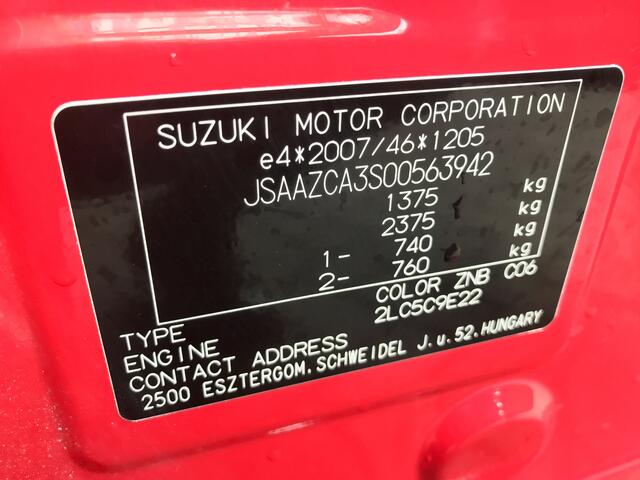 SUZUKI MOTOR CORPORATION
e4*2007/46*1205
JSAAZCA3S00563942
1375 kg
2375 kg
1- 740 kg
2- 760
COLOR ZNB C06
TYPE 2LC5C9E22
ENGINE
CONTACT ADDRESS
2500 ESZTERGOM. SCHWEIDEL J. u. 52. HUNGARY